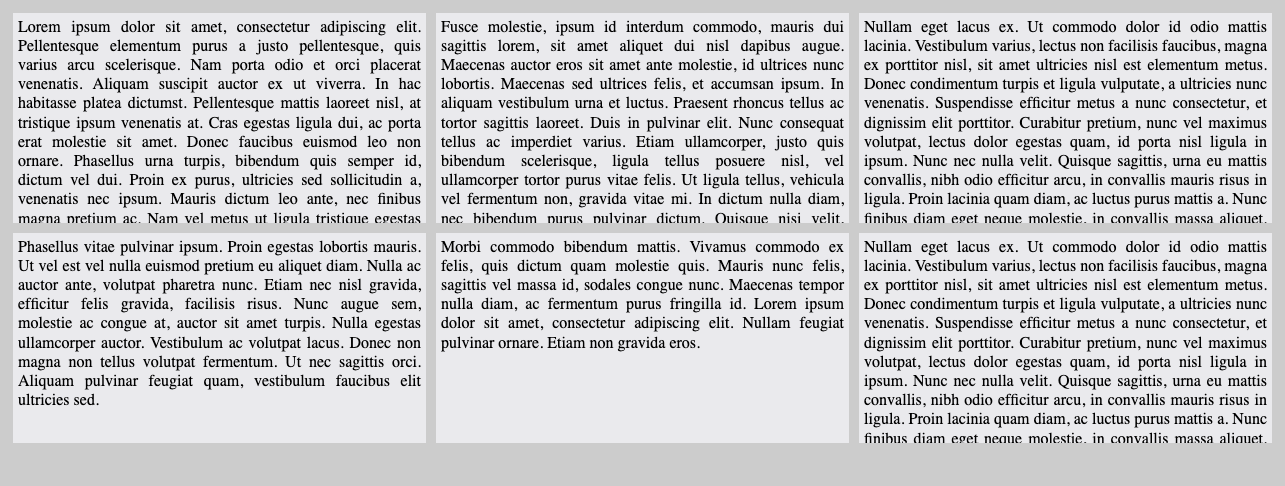 Lorem ipsum dolor sit amet, consectetur adipiscing elit.
Pellentesque elementum purus a justo pellentesque, quis
varius arcu scelerisque. Nam porta odio et orci placerat
venenatis. Aliquam suscipit auctor ex ut viverra. In hac
habitasse platea dictumst. Pellentesque mattis laoreet nisl, at
tristique ipsum venenatis at. Cras egestas ligula dui, ac porta
erat molestie sit amet. Donec faucibus euismod leo non
ornare. Phasellus urna turpis, bibendum quis semper id,
dictum vel dui. Proin ex purus, ultricies sed sollicitudin a,
venenatis nec ipsum. Mauris dictum leo ante, nec finibus
magna pretium ac. Nam vel metus ut ligula tristique egestas
Fusce molestie, ipsum id interdum commodo, mauris dui
sagittis lorem, sit amet aliquet dui nisl dapibus augue.
Maecenas auctor eros sit amet ante molestie, id ultrices nunc
lobortis. Maecenas sed ultrices felis, et accumsan ipsum. In
aliquam vestibulum urna et luctus. Praesent rhoncus tellus ac
tortor sagittis laoreet. Duis in pulvinar elit. Nunc consequat
tellus ac imperdiet varius. Etiam ullamcorper, justo quis
bibendum scelerisque, ligula tellus posuere nisl, vel
ullamcorper tortor purus vitae felis. Ut ligula tellus, vehicula
vel fermentum non, gravida vitae mi. In dictum nulla diam,
nec bibendum purus pulvinar dictum. Quisque nisi velit,
Nullam eget lacus ex. Ut commodo dolor id odio mattis
lacinia. Vestibulum varius, lectus non facilisis faucibus, magna
ex porttitor nisl, sit amet ultricies nisl est elementum metus.
Donec condimentum turpis et ligula vulputate, a ultricies nunc
venenatis. Suspendisse efficitur metus a nunc consectetur, et
dignissim elit porttitor. Curabitur pretium, nunc vel maximus
volutpat, lectus dolor egestas quam, id porta nisl ligula in
ipsum. Nunc nec nulla velit. Quisque sagittis, urna eu mattis
convallis, nibh odio efficitur arcu, in convallis mauris risus in
ligula. Proin lacinia quam diam, ac luctus purus mattis a. Nunc
finibus diam eget neque molestie, in convallis massa aliquet.
Phasellus vitae pulvinar ipsum. Proin egestas lobortis mauris.
Ut vel est vel nulla euismod pretium eu aliquet diam. Nulla ac
auctor ante, volutpat pharetra nunc. Etiam nec nisl gravida,
efficitur felis gravida, facilisis risus. Nunc augue sem,
molestie ac congue at, auctor sit amet turpis. Nulla egestas
ullamcorper auctor. Vestibulum ac volutpat lacus. Donec non
magna non tellus volutpat fermentum. Ut nec sagittis orci.
Aliquam pulvinar feugiat quam, vestibulum faucibus elit
ultricies sed.
Morbi commodo bibendum mattis. Vivamus commodo ex
felis, quis dictum quam molestie quis. Mauris nunc felis,
sagittis vel massa id, sodales congue nunc. Maecenas tempor
nulla diam, ac fermentum purus fringilla id. Lorem ipsum
dolor sit amet, consectetur adipiscing elit. Nullam feugiat
pulvinar ornare. Etiam non gravida eros.
Nullam eget lacus ex. Ut commodo dolor id odio mattis
lacinia. Vestibulum varius, lectus non facilisis faucibus, magna
ex porttitor nisl, sit amet ultricies nisl est elementum metus.
Donec condimentum turpis et ligula vulputate, a ultricies nunc
venenatis. Suspendisse efficitur metus a nunc consectetur, et
dignissim elit porttitor. Curabitur pretium, nunc vel maximus
volutpat, lectus dolor egestas quam, id porta nisl ligula in
ipsum. Nunc nec nulla velit. Quisque sagittis, urna eu mattis
convallis, nibh odio efficitur arcu, in convallis mauris risus in
ligula. Proin lacinia quam diam, ac luctus purus mattis a. Nunc
finibus diam eget neque molestie, in convallis massa aliquet.